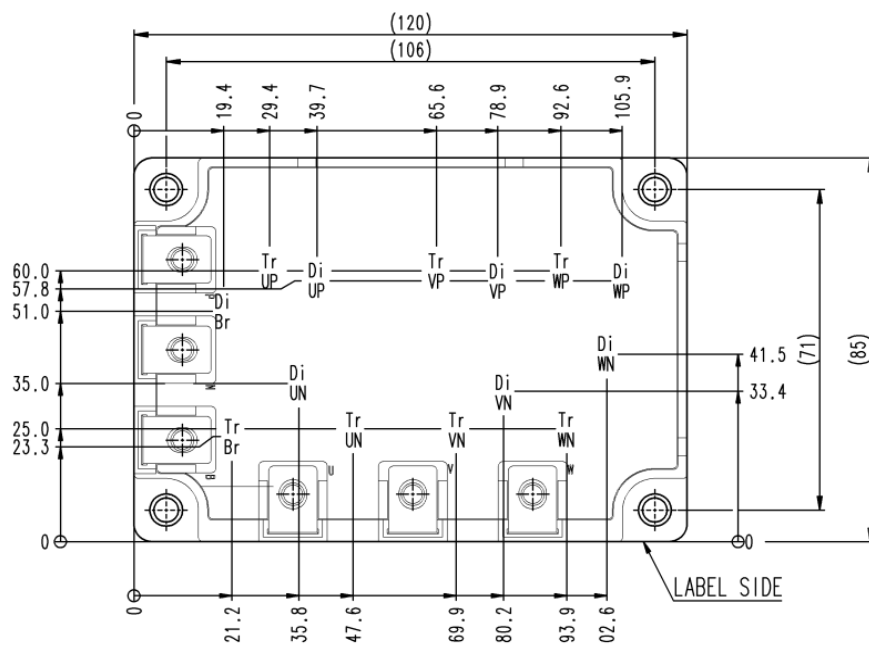 (120)
(106)
0
19.4
29.4
39.7
65.6
78.9
92.6
105.9
Tr
UP
Di
UP
Tr
VP
Di
VP
Tr
WP
Di
WP
60.0
57.8
51.0
P
Di
Br
Di
WN
41.5
(71)
(85)
35.0
N
Di
UN
Di
VN
33.4
25.0
23.3
Tr
Br
Tr
UN
Tr
VN
Tr
WN
B
U
V
W
0
0
LABEL SIDE
0
21.2
35.8
47.6
69.9
80.2
93.9
02.6